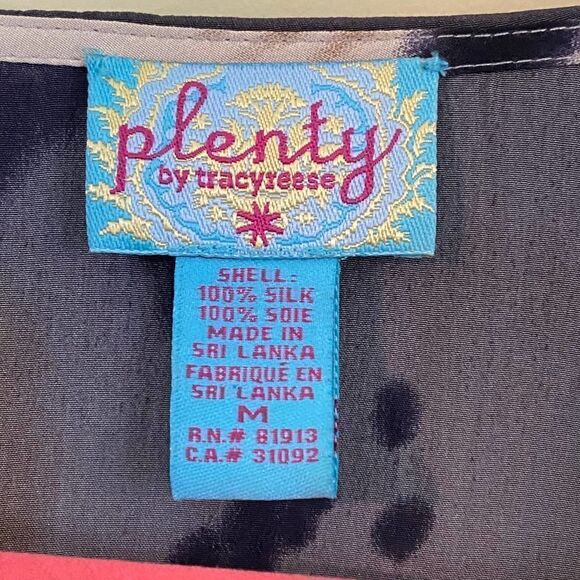 plenty
by tracyreese
SHELL:
100% SILK
100% SOIE
MADE IN
SRI LANKA
FABRIQUÉ EN
SRI LANKA
M
R.N.# 81913
C.A.# 31092